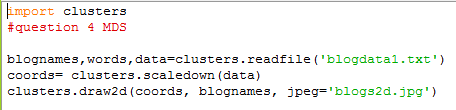 import clusters
#question 4 MDS
blognames,words,data=clusters.readfile('blogdata1.txt')
coords= clusters.scaledown(data)
clusters.draw2d(coords, blognames, jpeg='blogs2d.jpg')